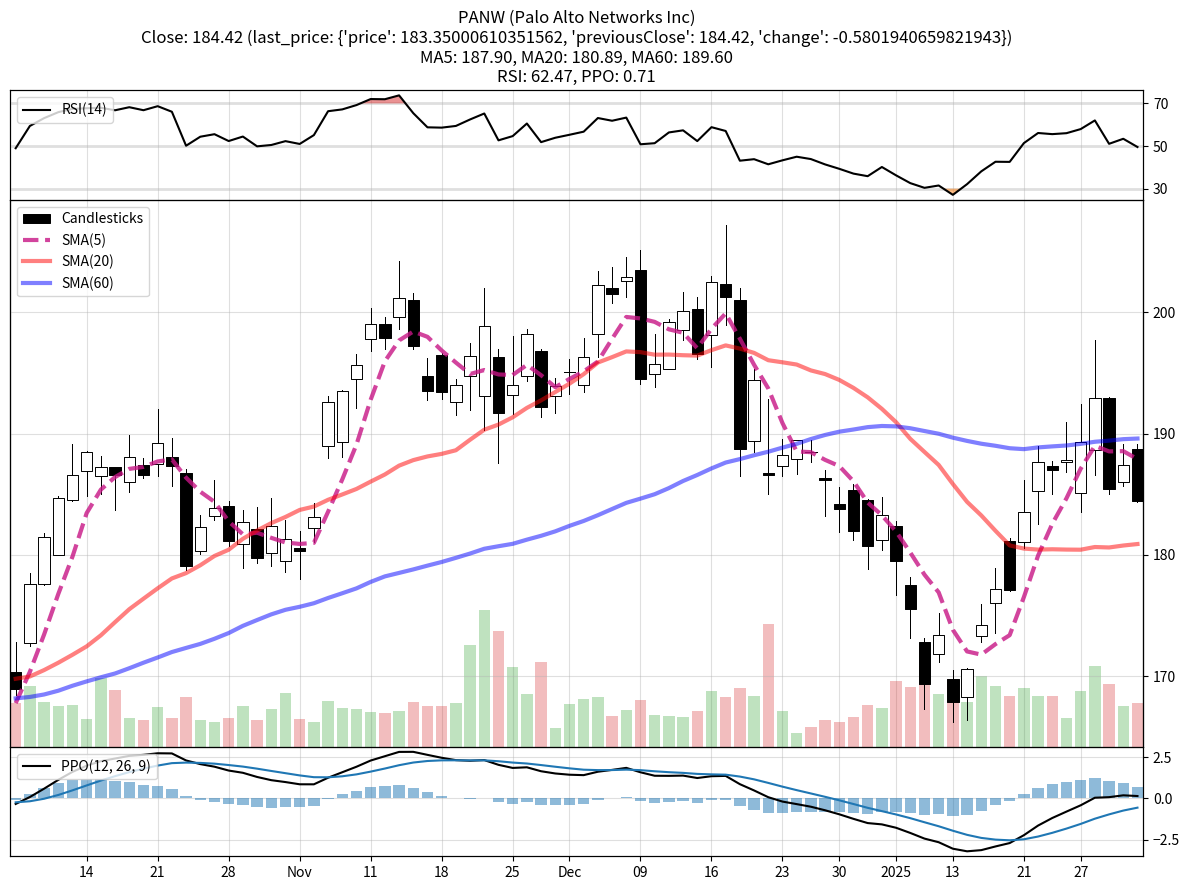 PANW (Palo Alto Networks Inc)
Close: 184.42 (last_price: {'price': 183.35000610351562, 'previousClose': 184.42, 'change': -0.5801940659821943})
MA5: 187.90, MA20: 180.89, MA60: 189.60
RSI: 62.47, PPO: 0.71
RSI(14)
70
50
30
Candlesticks
SMA(5)
SMA(20)
SMA(60)
200
190
180
170
PPO(12, 26, 9)
2.5
0.0
−2.5
14 21 28 Nov 11 18 25 Dec 09 16 23 30 2025 13 21 27